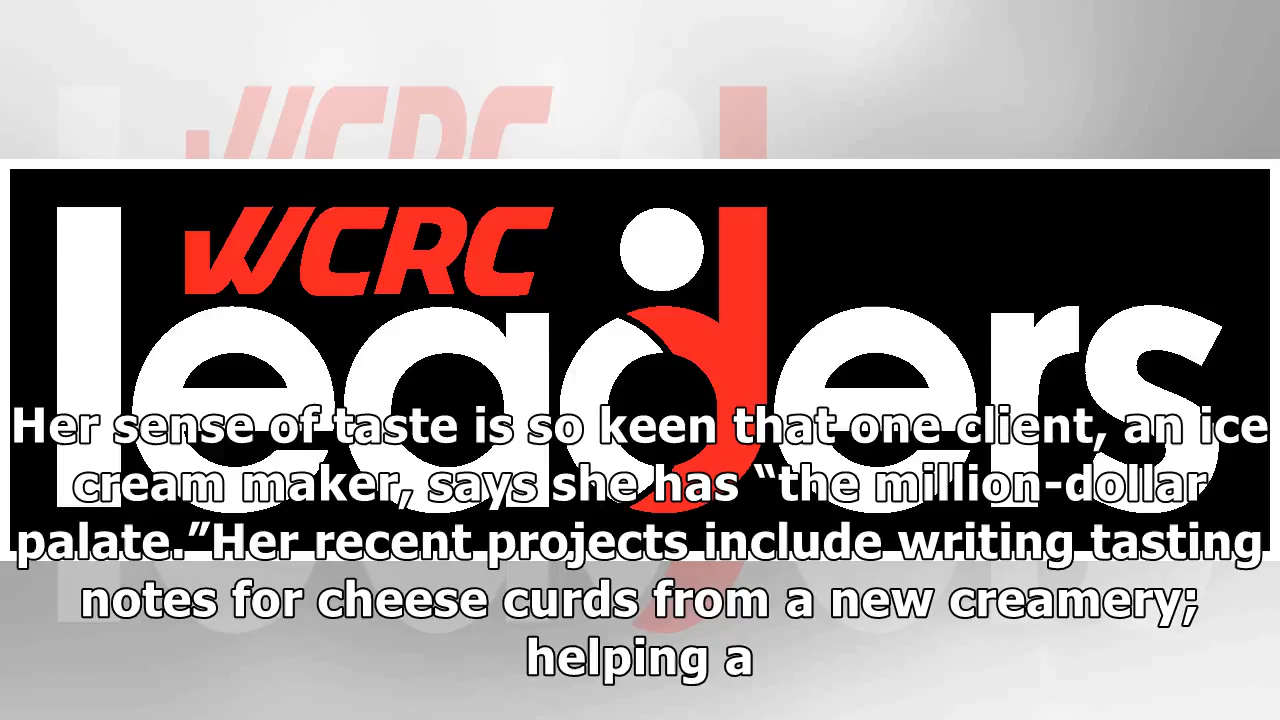 WCRC
leaders
Her sense of taste is so keen that one client, an ice
cream maker, says she has “the million-dollar
palate.”Her recent projects include writing tasting
notes for cheese curds from a new creamery;
helping a